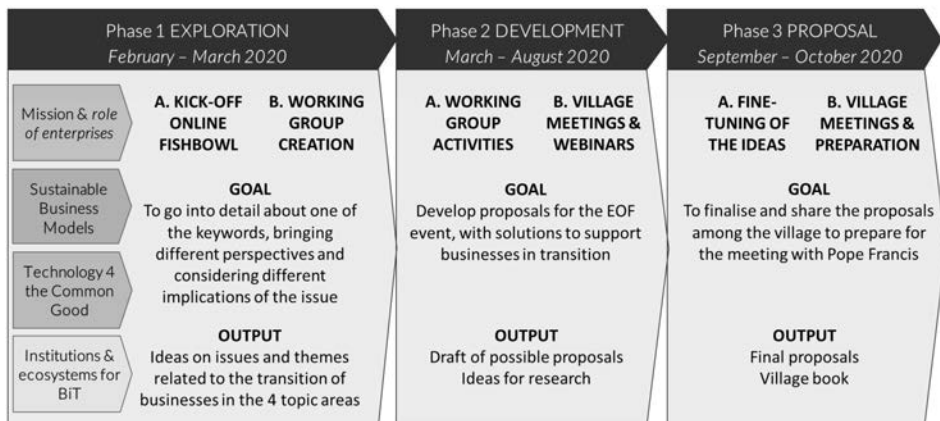 Phase 1 EXPLORATION
February – March 2020
Phase 2 DEVELOPMENT
March – August 2020
Phase 3 PROPOSAL
September – October 2020
Mission & role
of enterprises
Sustainable
Business
Models
Technology 4
the Common
Good
Institutions &
ecosystems for
BiT
A. KICK-OFF
ONLINE
FISHBOWL
B. WORKING
GROUP
CREATION
GOAL
To go into detail about one of
the keywords, bringing
different perspectives and
considering different
implications of the issue
OUTPUT
Ideas on issues and themes
related to the transition of
businesses in the 4 topic areas
A. WORKING
GROUP
ACTIVITIES
B. VILLAGE
MEETINGS &
WEBINARS
GOAL
Develop proposals for the EOF
event, with solutions to support
businesses in transition
OUTPUT
Draft of possible proposals
Ideas for research
A. FINE-
TUNING OF
THE IDEAS
B. VILLAGE
MEETINGS &
PREPARATION
GOAL
To finalise and share the proposals
among the village to prepare for
the meeting with Pope Francis
OUTPUT
Final proposals
Village book